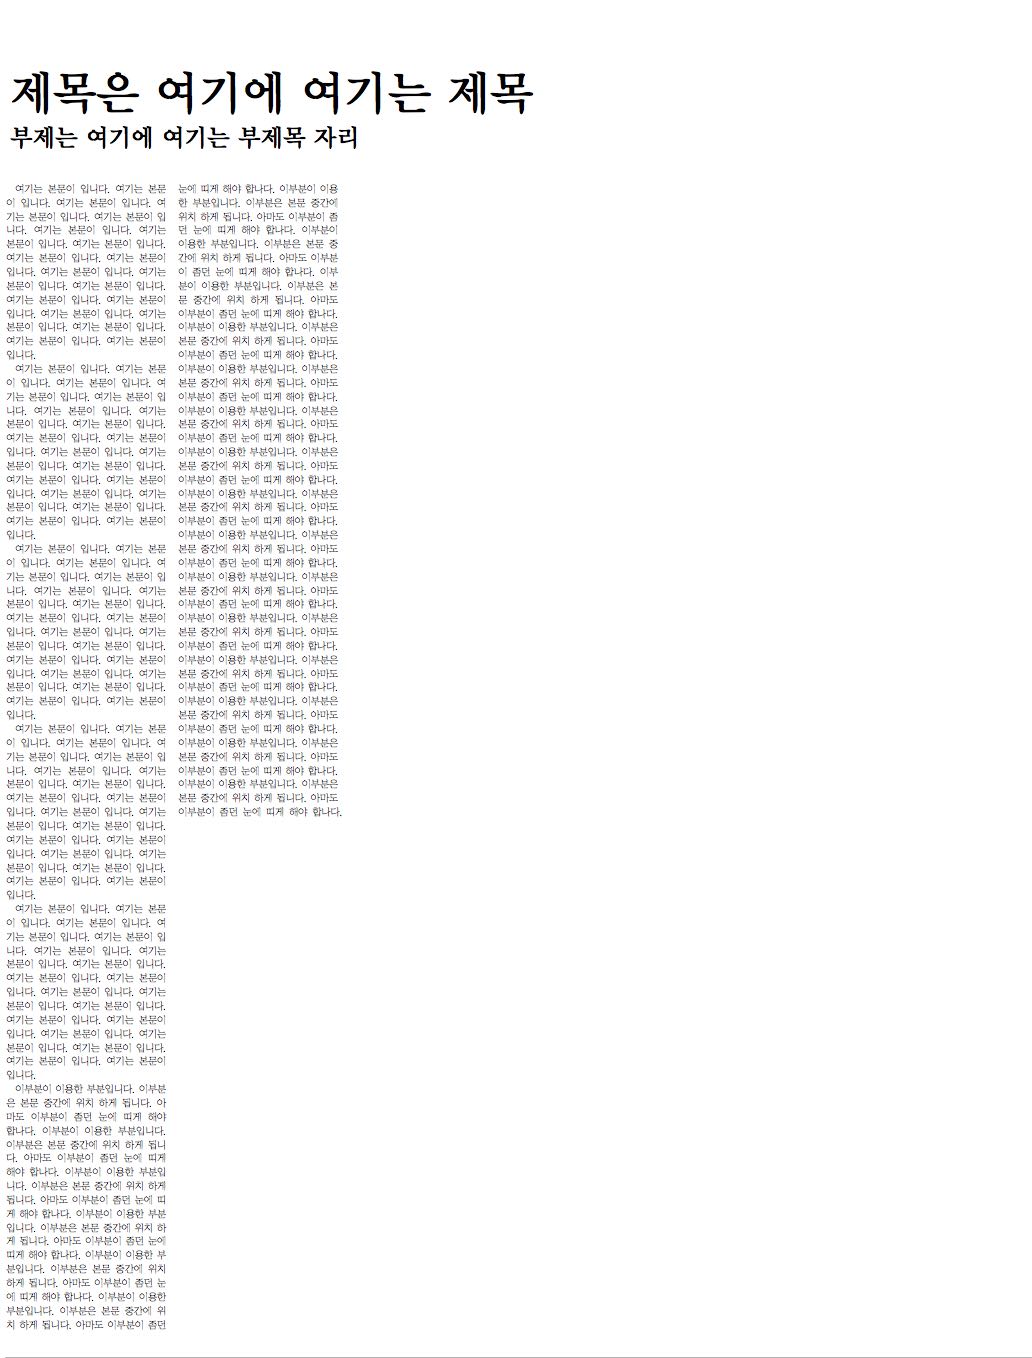 제목은 여기에 여기는 제목
부제는 여기에 여기는 부제목 자리
여기는 본문이 입니다. 여기는 본문
이 입니다. 여기는 본문이 입니다. 여
기는 본문이 입니다. 여기는 본문이 입
니다. 여기는 본문이 입니다. 여기는
본문이 입니다. 여기는 본문이 입니다.
여기는 본문이 입니다. 여기는 본문이
입니다. 여기는 본문이 입니다. 여기는
본문이 입니다. 여기는 본문이 입니다.
여기는 본문이 입니다. 여기는 본문이
입니다. 여기는 본문이 입니다. 여기는
본문이 입니다. 여기는 본문이 입니다.
여기는 본문이 입니다. 여기는 본문이
입니다.
여기는 본문이 입니다. 여기는 본문
이 입니다. 여기는 본문이 입니다. 여
기는 본문이 입니다. 여기는 본문이 입
니다. 여기는 본문이 입니다. 여기는
본문이 입니다. 여기는 본문이 입니다.
여기는 본문이 입니다. 여기는 본문이
입니다. 여기는 본문이 입니다. 여기는
본문이 입니다. 여기는 본문이 입니다.
여기는 본문이 입니다. 여기는 본문이
입니다. 여기는 본문이 입니다. 여기는
본문이 입니다. 여기는 본문이 입니다.
여기는 본문이 입니다. 여기는 본문이
입니다.
여기는 본문이 입니다. 여기는 본문
이 입니다. 여기는 본문이 입니다. 여
기는 본문이 입니다. 여기는 본문이 입
니다. 여기는 본문이 입니다. 여기는
본문이 입니다. 여기는 본문이 입니다.
여기는 본문이 입니다. 여기는 본문이
입니다. 여기는 본문이 입니다. 여기는
본문이 입니다. 여기는 본문이 입니다.
여기는 본문이 입니다. 여기는 본문이
입니다. 여기는 본문이 입니다. 여기는
본문이 입니다. 여기는 본문이 입니다.
여기는 본문이 입니다. 여기는 본문이
입니다.
여기는 본문이 입니다. 여기는 본문
이 입니다. 여기는 본문이 입니다. 여
기는 본문이 입니다. 여기는 본문이 입
니다. 여기는 본문이 입니다. 여기는
본문이 입니다. 여기는 본문이 입니다.
여기는 본문이 입니다. 여기는 본문이
입니다. 여기는 본문이 입니다. 여기는
본문이 입니다. 여기는 본문이 입니다.
여기는 본문이 입니다. 여기는 본문이
입니다. 여기는 본문이 입니다. 여기는
본문이 입니다. 여기는 본문이 입니다.
여기는 본문이 입니다. 여기는 본문이
입니다.
여기는 본문이 입니다. 여기는 본문
이 입니다. 여기는 본문이 입니다. 여
기는 본문이 입니다. 여기는 본문이 입
니다. 여기는 본문이 입니다. 여기는
본문이 입니다. 여기는 본문이 입니다.
여기는 본문이 입니다. 여기는 본문이
입니다. 여기는 본문이 입니다. 여기는
본문이 입니다. 여기는 본문이 입니다.
여기는 본문이 입니다. 여기는 본문이
입니다. 여기는 본문이 입니다. 여기는
본문이 입니다. 여기는 본문이 입니다.
여기는 본문이 입니다. 여기는 본문이
입니다.
이부분이 이용한 부분입니다. 이부분
은 본문 중간에 위치 하게 됩니다. 아
마도 이부분이 좀던 눈에 띠게 해야
합나다. 이부분이 이용한 부분입니다.
이부분은 본문 중간에 위치 하게 됩니
다. 아마도 이부분이 좀던 눈에 띠게
해야 합나다. 이부분이 이용한 부분입
니다. 이부분은 본문 중간에 위치 하게
됩니다. 아마도 이부분이 좀던 눈에 띠
게 해야 합나다. 이부분이 이용한 부분
입니다. 이부분은 본문 중간에 위치 하
게 됩니다. 아마도 이부분이 좀던 눈에
띠게 해야 합나다. 이부분이 이용한 부
분입니다. 이부분은 본문 중간에 위치
하게 됩니다. 아마도 이부분이 좀던 눈
에 띠게 해야 합나다. 이부분이 이용한
부분입니다. 이부분은 본문 중간에 위
치 하게 됩니다. 아마도 이부분이 좀던
눈에 띠게 해야 합나다. 이부분이 이용
한 부분입니다. 이부분은 본문 중간에
위치 하게 됩니다. 아마도 이부분이 좀
던 눈에 띠게 해야 합나다. 이부분이
이용한 부분입니다. 이부분은 본문 중
간에 위치 하게 됩니다. 아마도 이부분
이 좀던 눈에 띠게 해야 합나다. 이부
분이 이용한 부분입니다. 이부분은 본
문 중간에 위치 하게 됩니다. 아마도
이부분이 좀던 눈에 띠게 해야 합나다.
이부분이 이용한 부분입니다. 이부분은
본문 중간에 위치 하게 됩니다. 아마도
이부분이 좀던 눈에 띠게 해야 합나다.
이부분이 이용한 부분입니다. 이부분은
본문 중간에 위치 하게 됩니다. 아마도
이부분이 좀던 눈에 띠게 해야 합나다.
이부분이 이용한 부분입니다. 이부분은
본문 중간에 위치 하게 됩니다. 아마도
이부분이 좀던 눈에 띠게 해야 합나다.
이부분이 이용한 부분입니다. 이부분은
본문 중간에 위치 하게 됩니다. 아마도
이부분이 좀던 눈에 띠게 해야 합나다.
이부분이 이용한 부분입니다. 이부분은
본문 중간에 위치 하게 됩니다. 아마도
이부분이 좀던 눈에 띠게 해야 합나다.
이부분이 이용한 부분입니다. 이부분은
본문 중간에 위치 하게 됩니다. 아마도
이부분이 좀던 눈에 띠게 해야 합나다.
이부분이 이용한 부분입니다. 이부분은
본문 중간에 위치 하게 됩니다. 아마도
이부분이 좀던 눈에 띠게 해야 합나다.
이부분이 이용한 부분입니다. 이부분은
본문 중간에 위치 하게 됩니다. 아마도
이부분이 좀던 눈에 띠게 해야 합나다.
이부분이 이용한 부분입니다. 이부분은
본문 중간에 위치 하게 됩니다. 아마도
이부분이 좀던 눈에 띠게 해야 합나다.
이부분이 이용한 부분입니다. 이부분은
본문 중간에 위치 하게 됩니다. 아마도
이부분이 좀던 눈에 띠게 해야 합나다.
이부분이 이용한 부분입니다. 이부분은
본문 중간에 위치 하게 됩니다. 아마도
이부분이 좀던 눈에 띠게 해야 합나다.
이부분이 이용한 부분입니다. 이부분은
본문 중간에 위치 하게 됩니다. 아마도
이부분이 좀던 눈에 띠게 해야 합나다.